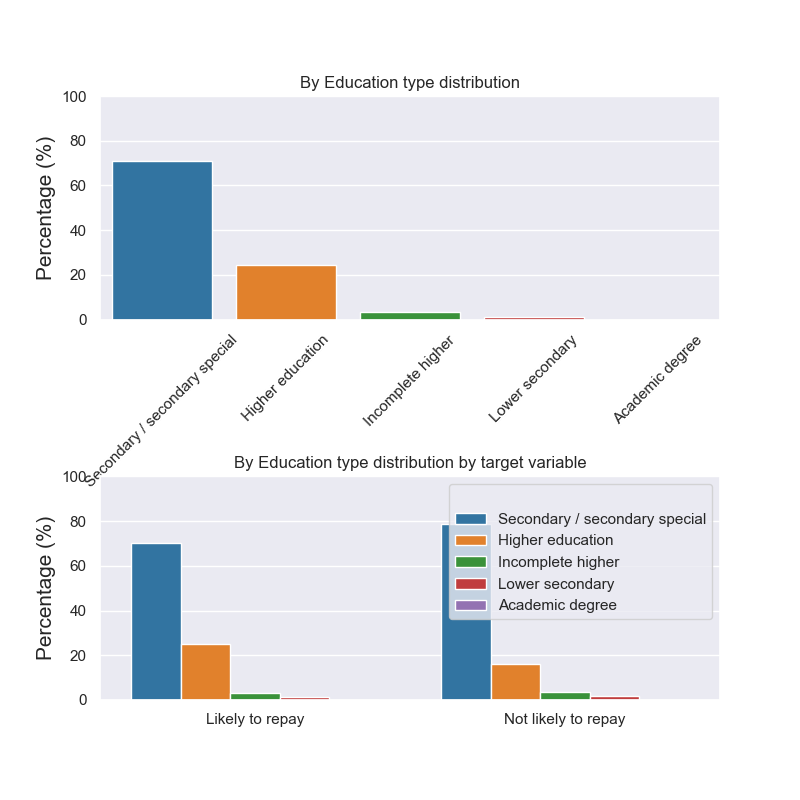 By Education type distribution
100
80
60
40
20
0
Percentage (%)
Secondary / secondary special
Higher education
Incomplete higher
Lower secondary
Academic degree
By Education type distribution by target variable
100
80
60
40
20
0
Percentage (%)
Secondary / secondary special
Higher education
Incomplete higher
Lower secondary
Academic degree
Likely to repay
Not likely to repay